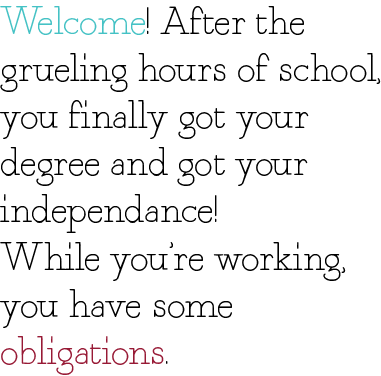 Welcome! After the
grueling hours of school,
you finally got your
degree and got your
independance!
While you're working,
you have some
obligations.